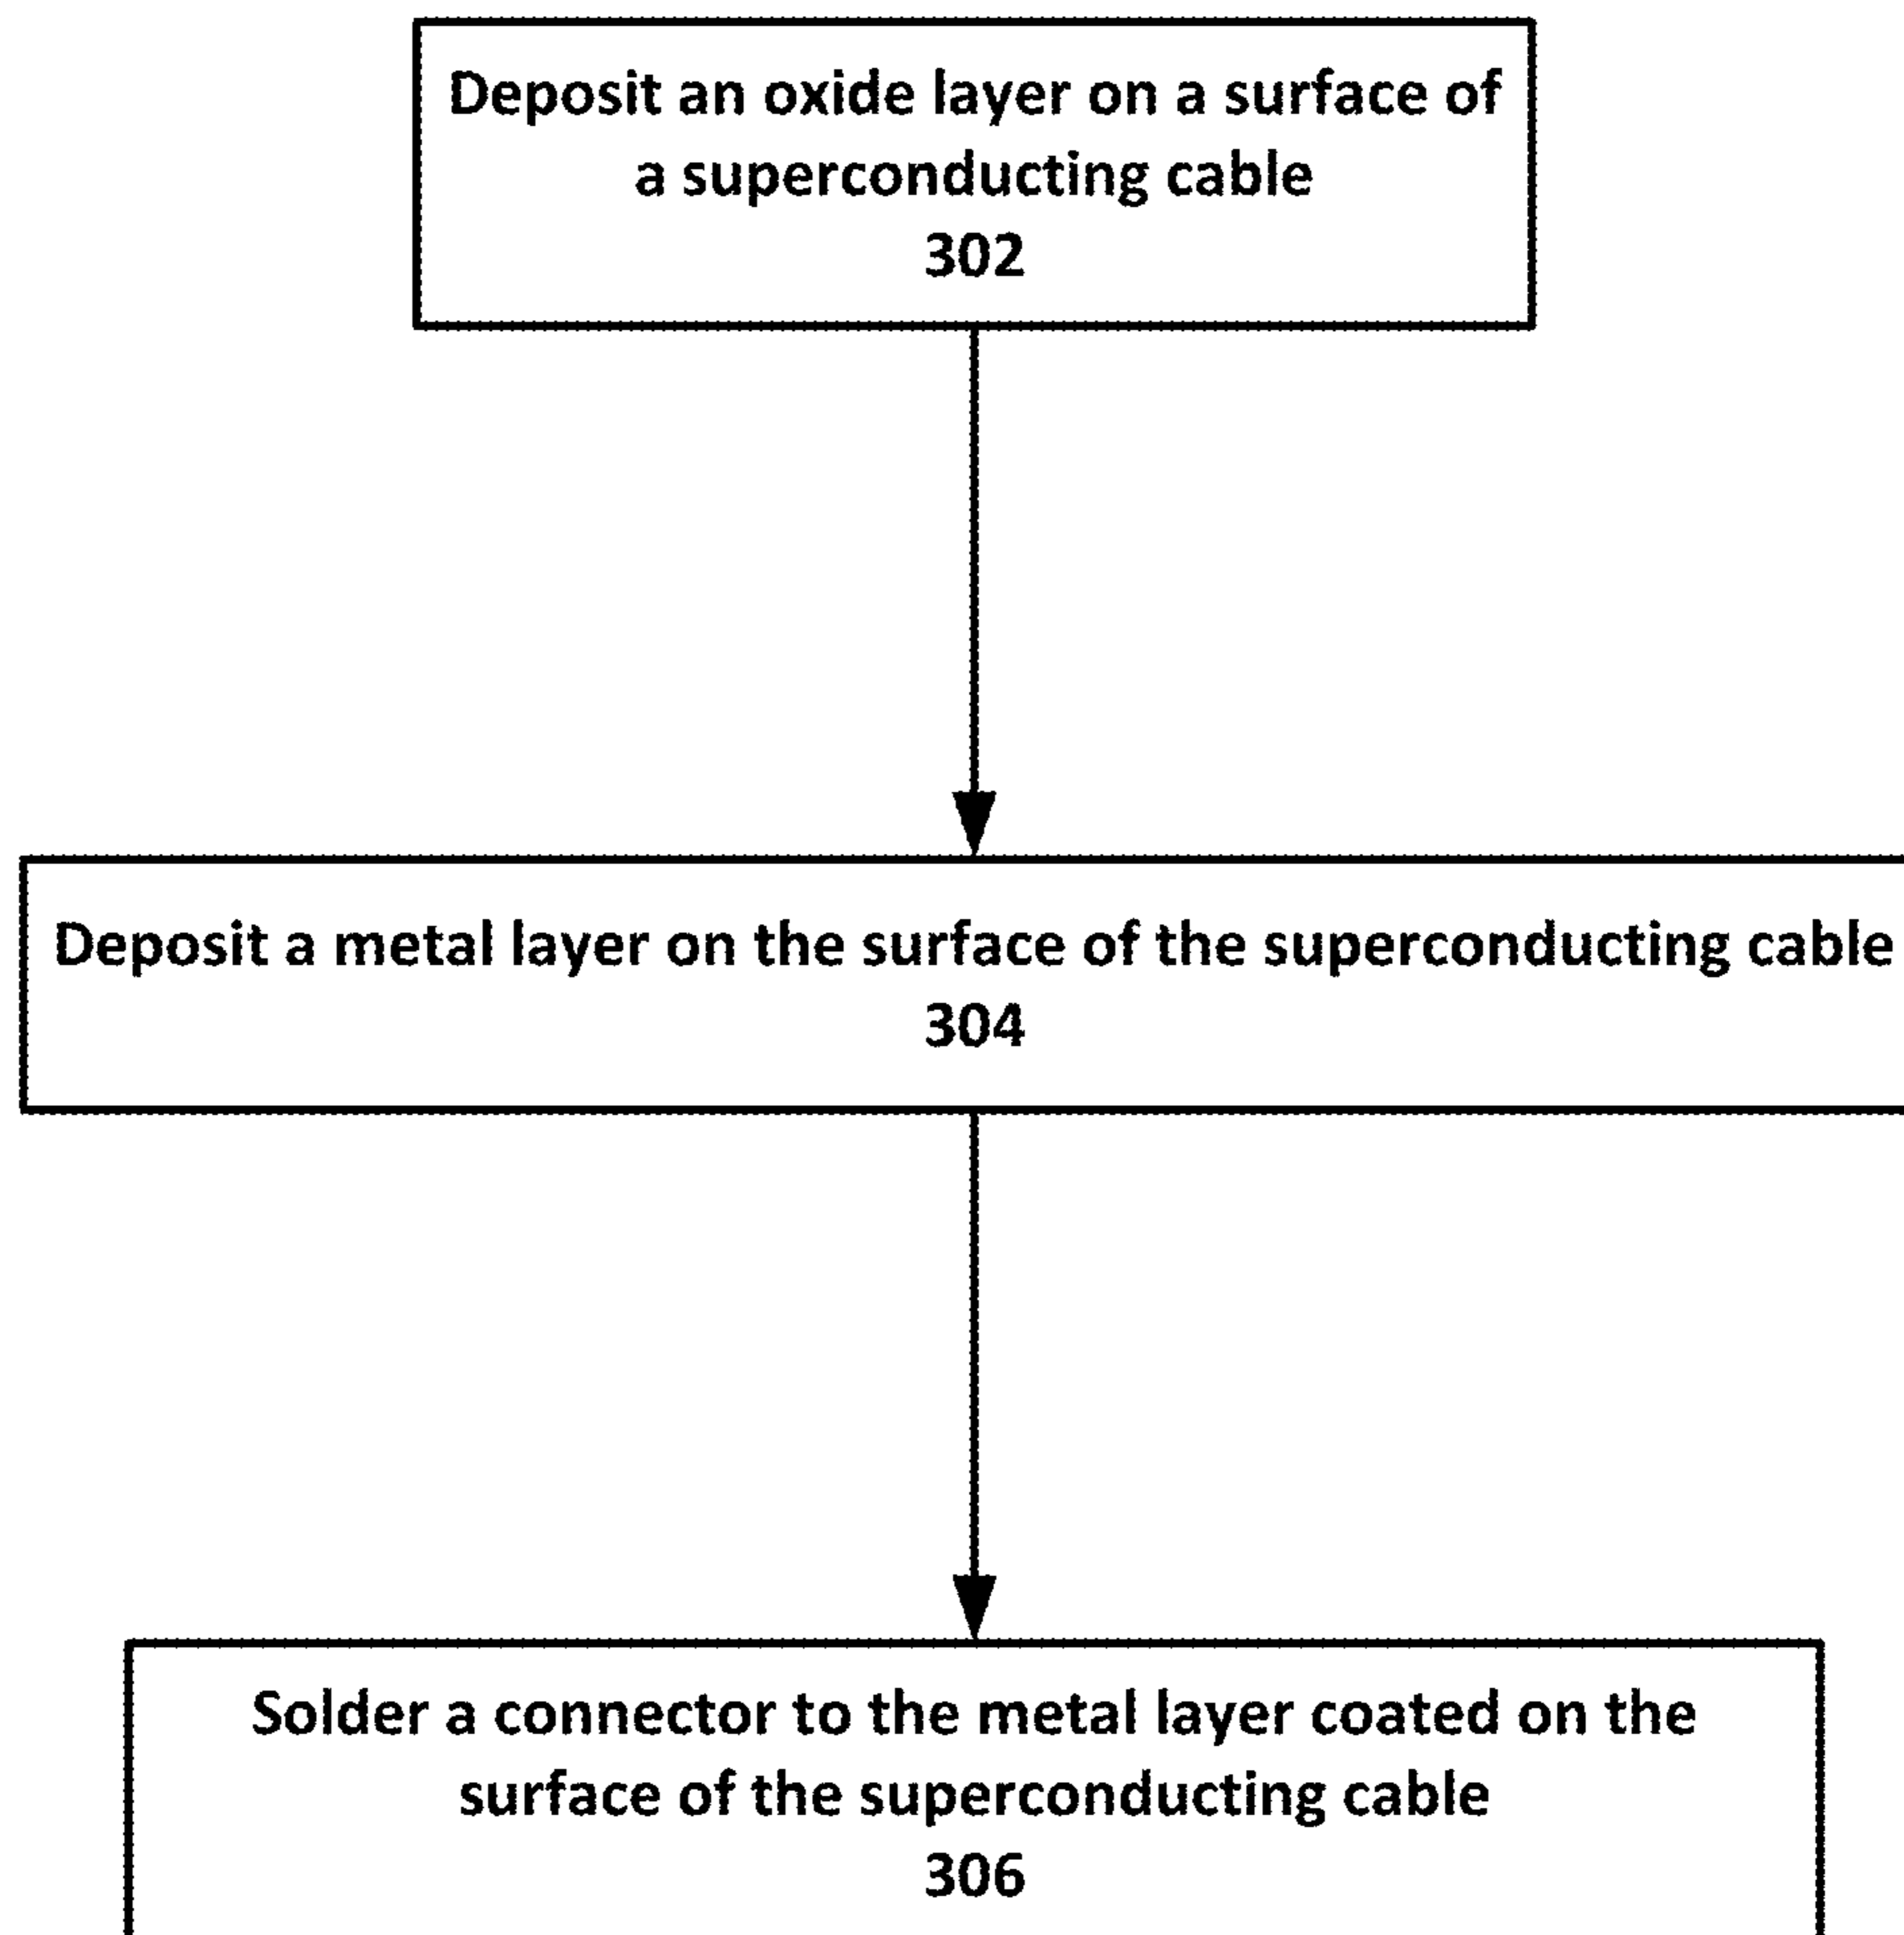 Deposit an oxide layer on a surface of
a superconducting cable
302
Deposit a metal layer on the surface of the superconducting cable
304
Solder a connector to the metal layer coated on the
surface of the superconducting cable
306